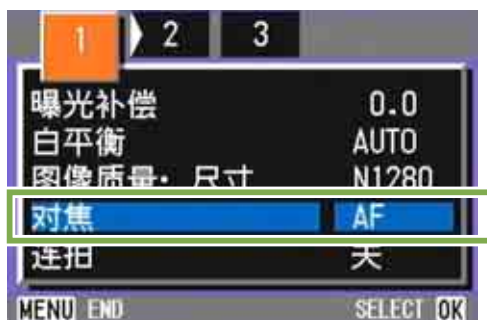 1 2 3
曝光补偿 0.0
白平衡 AUTO
图像质量· 尺寸 N1280
对焦 AF
连拍 关
MENU END SELECT OK